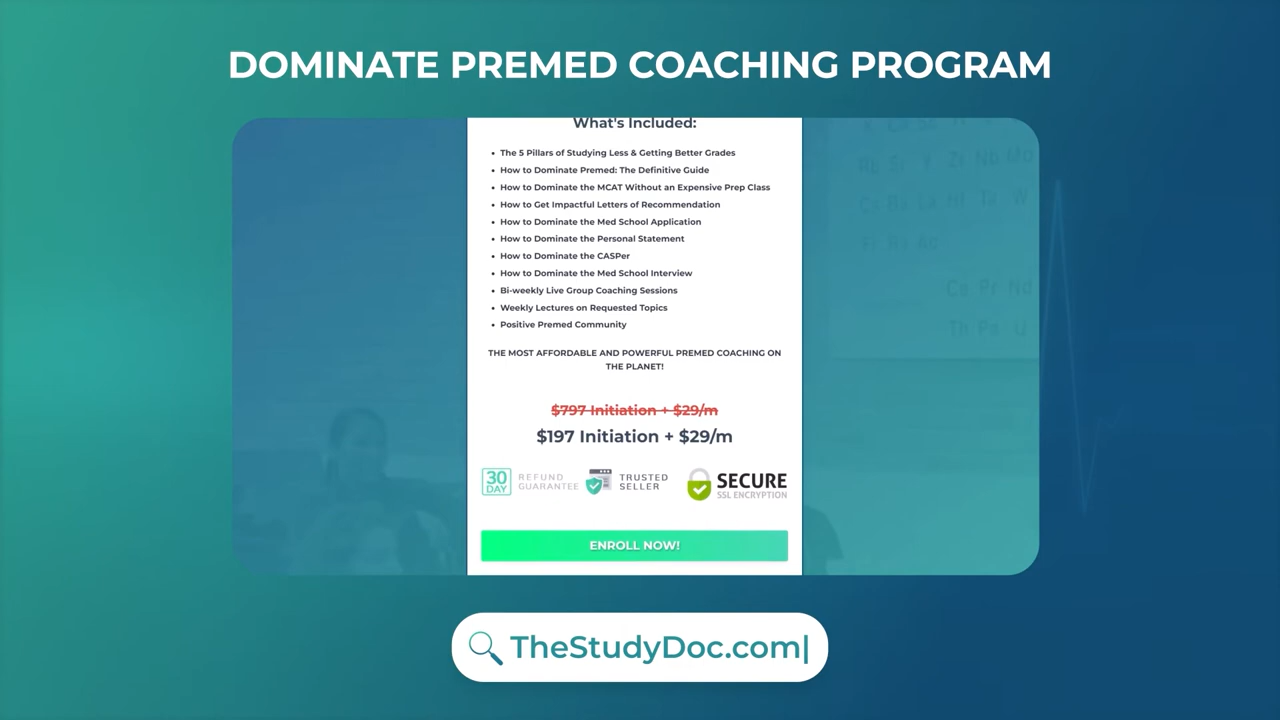 DOMINATE PREMED COACHING PROGRAM
What's Included:
• The 5 Pillars of Studying Less & Getting Better Grades
• How to Dominate Premed: The Definitive Guide
• How to Dominate the MCAT Without an Expensive Prep Class
• How to Get Impactful Letters of Recommendation
• How to Dominate the Med School Application
• How to Dominate the Personal Statement
• How to Dominate the CASPer
• How to Dominate the Med School Interview
• Bi-weekly Live Group Coaching Sessions
• Weekly Lectures on Requested Topics
• Positive Premed Community
THE MOST AFFORDABLE AND POWERFUL PREMED COACHING ON
THE PLANET!
$797 Initiation + $29/m
$197 Initiation + $29/m
30 DAY REFUND GUARANTEE
TRUSTED SELLER
SECURE SSL ENCRYPTION
ENROLL NOW!
TheStudyDoc.com|